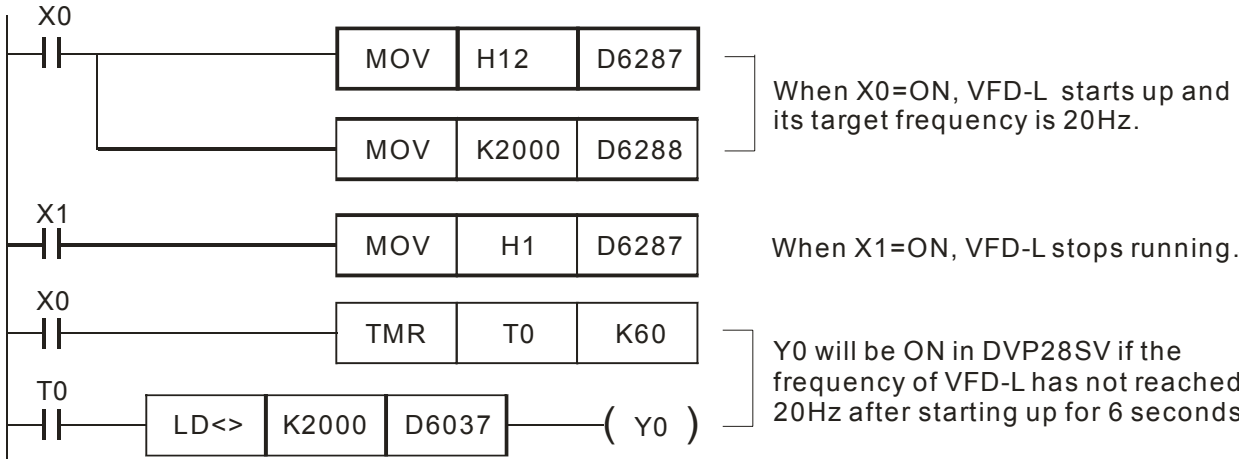 X0
MOV H12 D6287
When X0=ON, VFD-L starts up and
its target frequency is 20Hz.
MOV K2000 D6288
X1
MOV H1 D6287
When X1=ON, VFD-L stops running.
X0
TMR T0 K60
Y0 will be ON in DVP28SV if the
frequency of VFD-L has not reached
20Hz after starting up for 6 seconds
T0
LD<> K2000 D6037 ( Y0 )